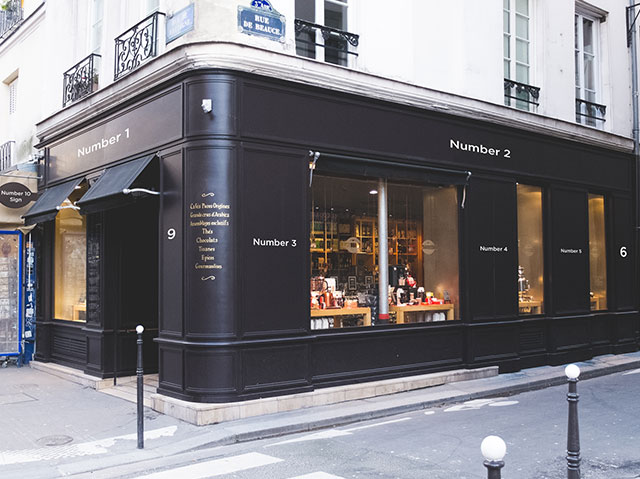 RUE
DE BEAUCE
Number 1
Number 2
Number 10
Sign
9
Cafés Pures Origines
Grands crus d'Arabica
Assemblages exclusifs
Thés
Chocolats
Tisanes
Epices
Gourmandises
Number 3
Number 4
Number 5
6